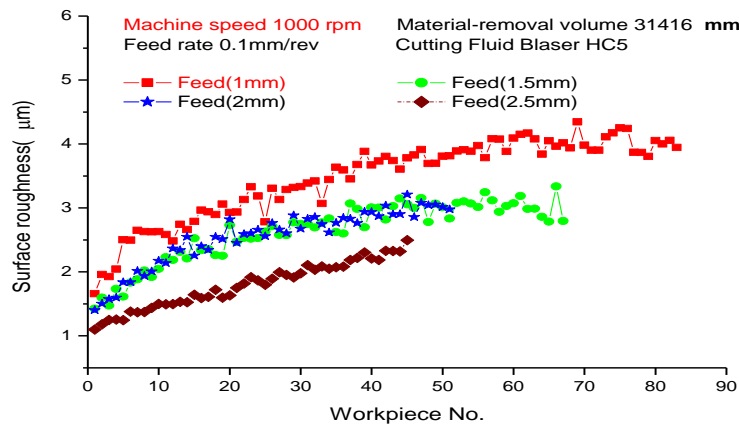 Machine speed 1000 rpm
Material-removal volume 31416 mm
Feed rate 0.1mm/rev
Cutting Fluid Blaser HC5
Feed(1mm)
Feed(1.5mm)
Feed(2mm)
Feed(2.5mm)
Surface roughness( μm)
6
5
4
3
2
1
0 10 20 30 40 50 60 70 80 90
Workpiece No.